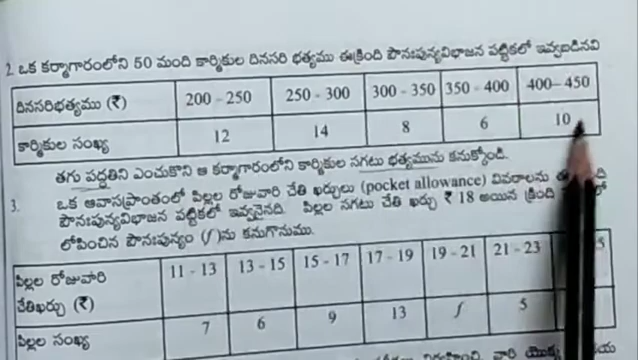 2. ఒక కర్మాగారంలోని 50 మంది కార్మికుల దినసరి భత్యము ఈక్రింది పౌనఃపున్యవిభాజన పట్టికలో ఇవ్వబడినవి
దినసరిభత్యము (₹) 200 - 250 250 - 300 300 - 350 350 - 400 400 - 450
కార్మికుల సంఖ్య 12 14 8 6 10
తగు పద్ధతిని ఎంచుకొని ఆ కర్మాగారంలోని కార్మికుల సగటు భత్యమును కనుక్కోండి.
3. ఒక ఆవాసప్రాంతంలో పిల్లల రోజువారి చేతి ఖర్చులు (pocket allowance) వివరాలను
పౌనఃపున్యవిభాజన పట్టికలో ఇవ్వనైనది. పిల్లల సగటు చేతి ఖర్చు ₹ 18 అయిన క్రింది
లోపించిన పౌనఃపున్యం (f)ను కనుగొనుము.
పిల్లల రోజువారి చేతిఖర్చు (₹) 11 - 13 13 - 15 15 - 17 17 - 19 19 - 21 21 - 23
పిల్లల సంఖ్య 7 6 9 13 f 5